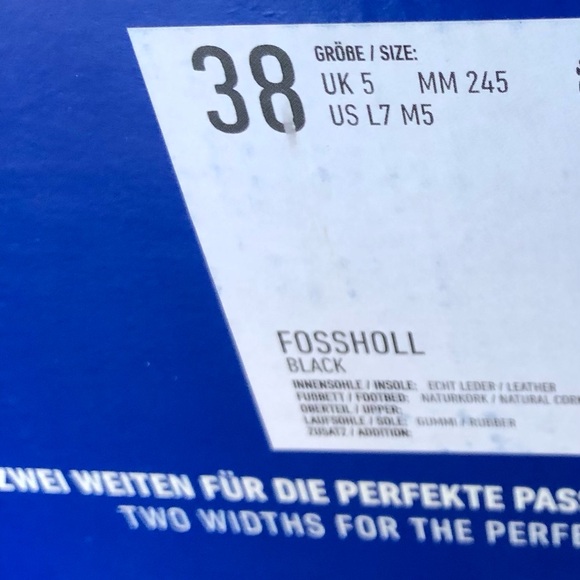 38
GRÖßE / SIZE:
UK 5 MM 245
US L7 M5
FOSSHOLL
BLACK
INNENSOHLE / INSOLE: ECHT LEDER / LEATHER
FUßBETT / FOOTBED: NATURKORK / NATURAL CORK
OBERTEIL / UPPER:
LAUFSOHLE / SOLE: GUMMI / RUBBER
ZUSATZ / ADDITION:
ZWEI WEITEN FÜR DIE PERFEKTE PASS
TWO WIDTHS FOR THE PERFE